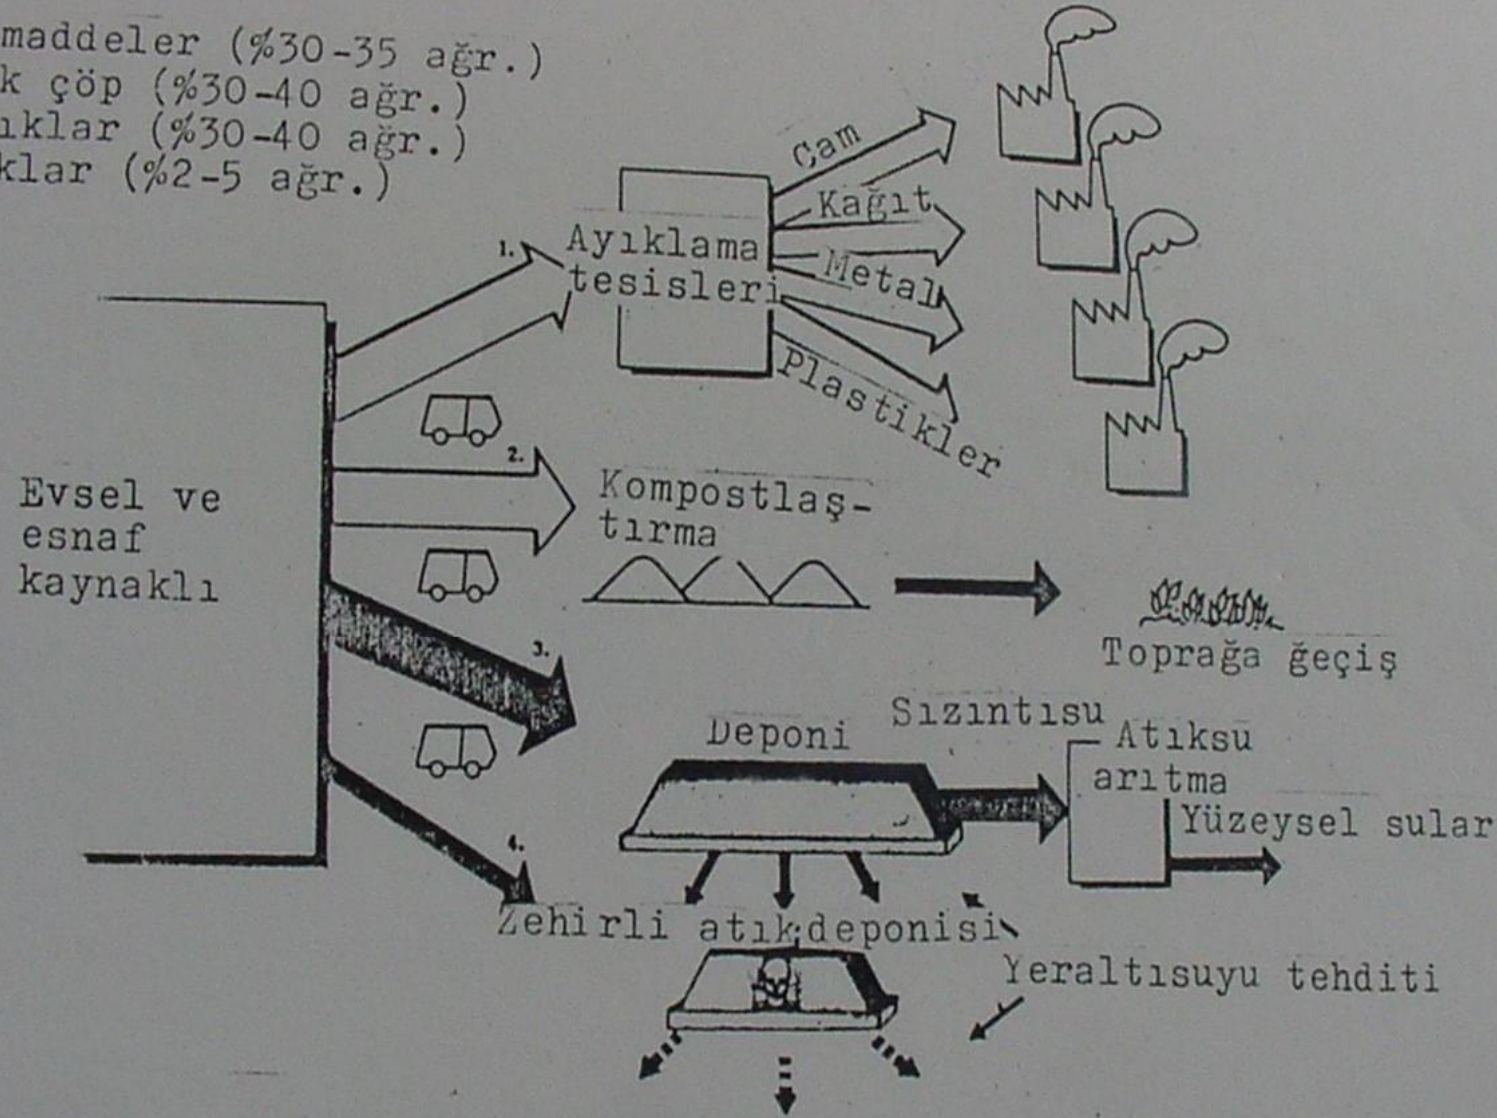 maddeler (%30-35 ağr.)
k çöp (%30-40 ağr.)
ıklar (%30-40 ağr.)
klar (%2-5 ağr.)
Cam
Kağıt
Metal
Plastikler
1.
Ayıklama
tesisleri
2.
Kompostlaş-
tırma
Evsel ve
esnaf
kaynaklı
3.
Toprağa ğeçiş
Deponi
Sızıntısu
Atıksu
arıtma
Yüzeysel sular
4.
Zehirli atık deponisi
Yeraltısuyu tehditi